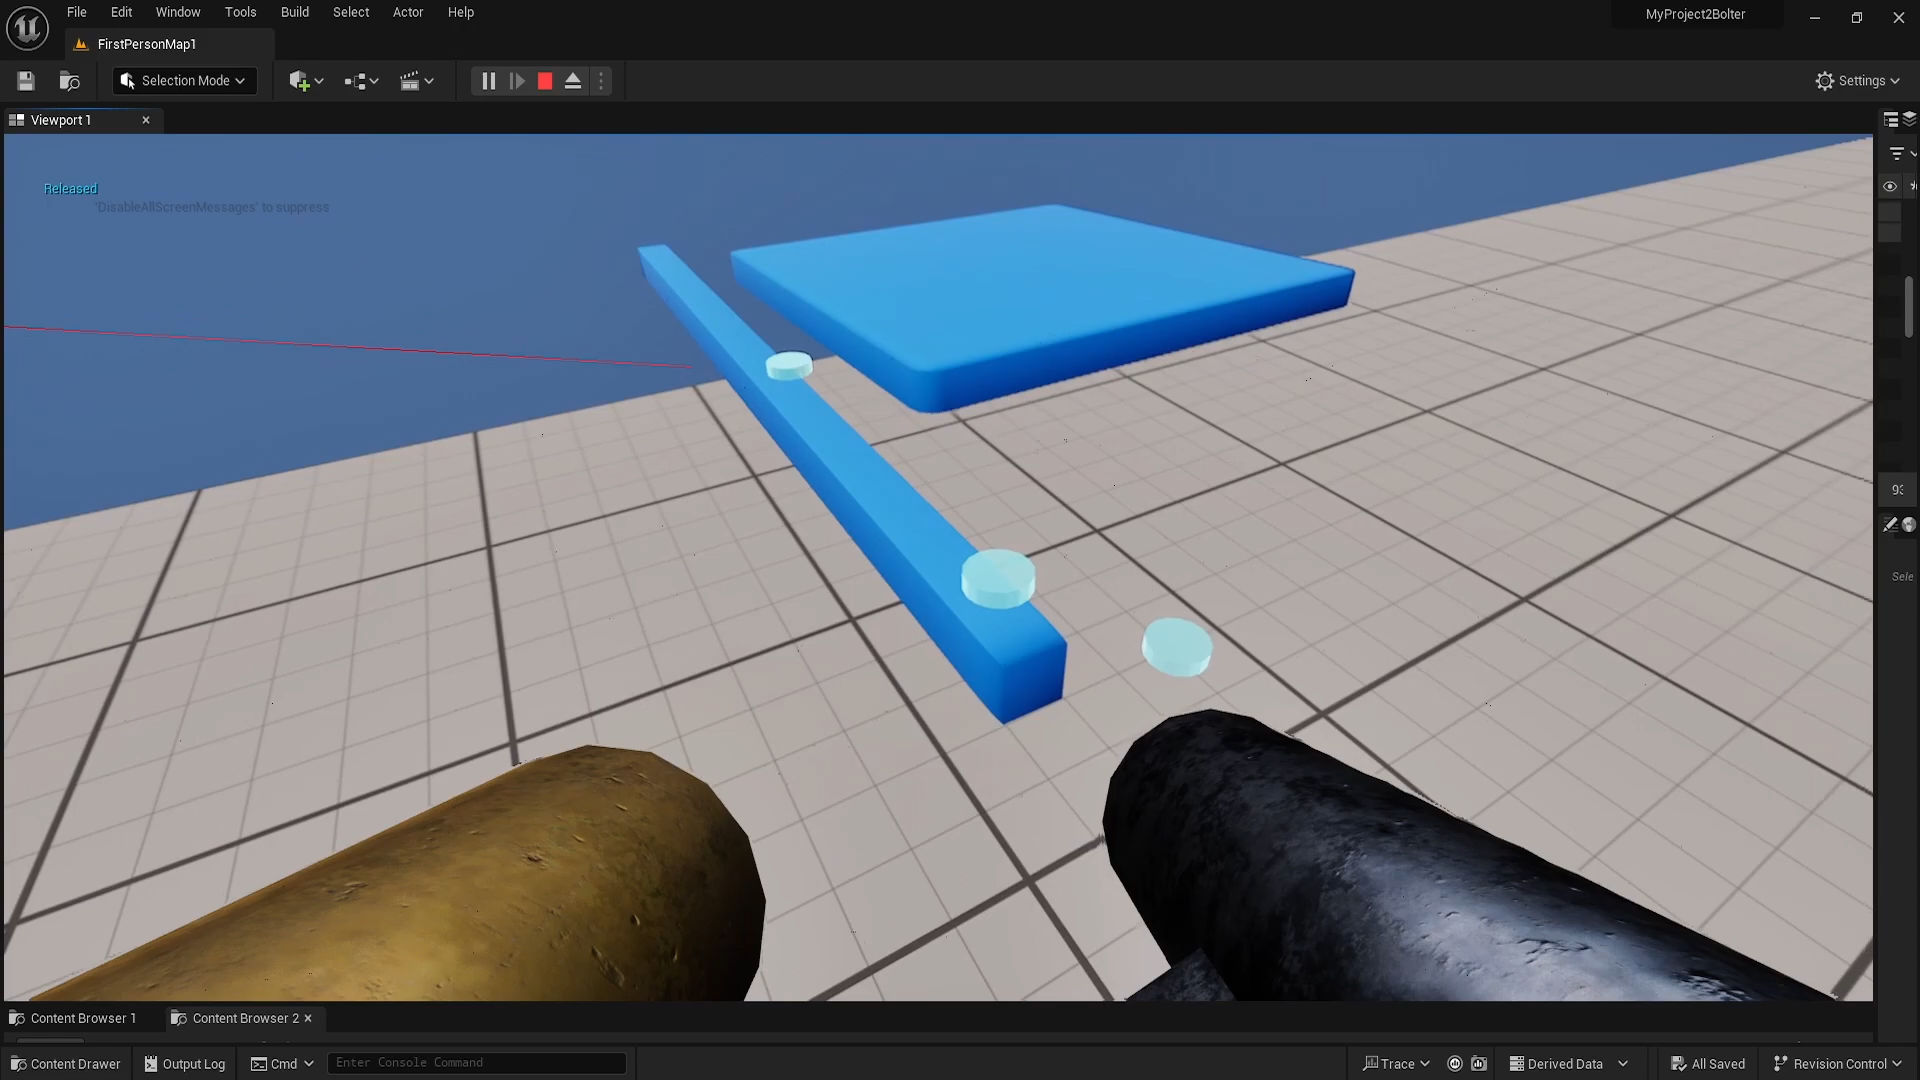 File Edit Window Tools Build Select Actor Help
MyProject2Bolter
FirstPersonMap1
Selection Mode
Settings
Viewport 1
Released
'DisableAllScreenMessages' to suppress
Sele
Content Browser 1
Content Browser 2
Content Drawer
Output Log
Cmd
Enter Console Command
Trace
Derived Data
All Saved
Revision Control